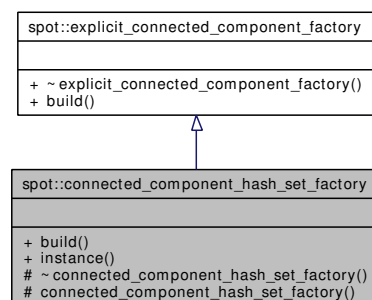 spot::explicit_connected_component_factory
+ ~explicit_connected_component_factory()
+ build()
spot::connected_component_hash_set_factory
+ build()
+ instance()
# ~connected_component_hash_set_factory()
# connected_component_hash_set_factory()